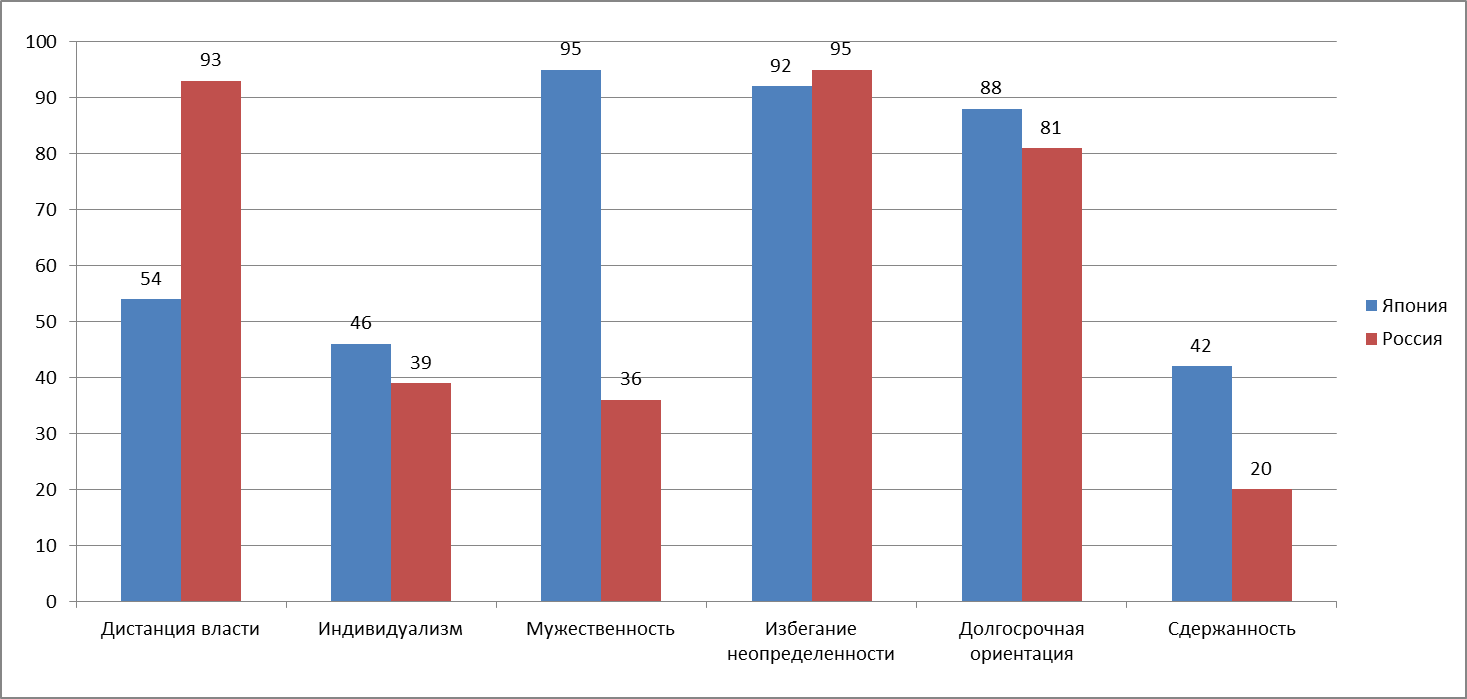 100
90
80
70
60
50
40
30
20
10
0
54
93
46
39
95
36
92
95
88
81
42
20
Дистанция власти
Индивидуализм
Мужественность
Избегание
неопределенности
Долгосрочная
ориентация
Сдержанность
Япония
Россия